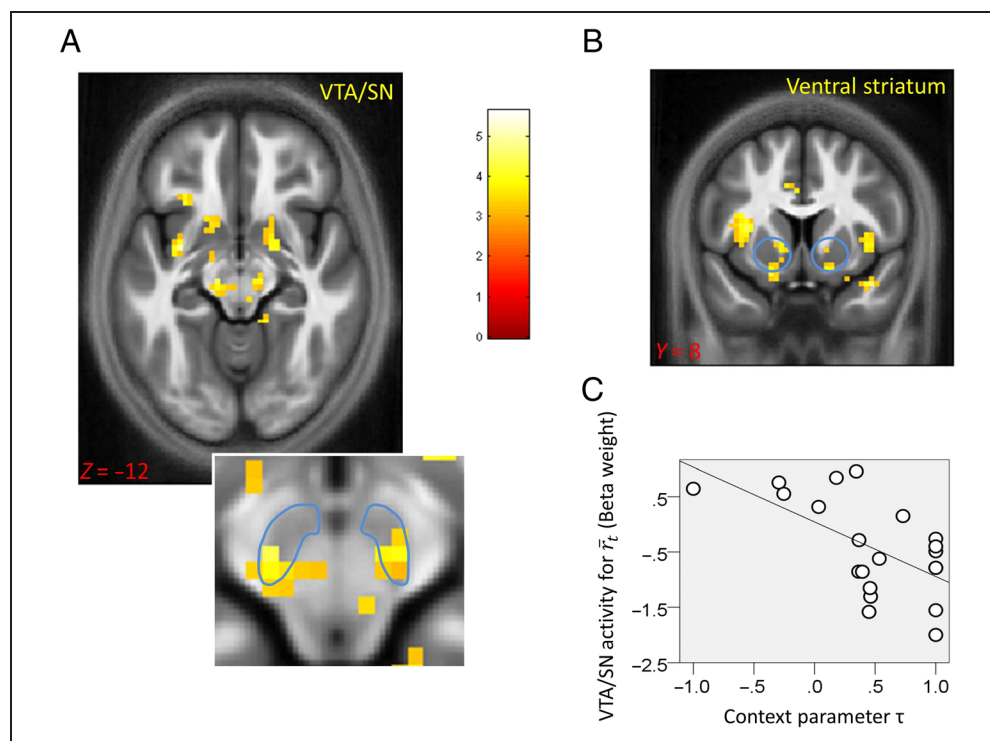 A
VTA/SN
Z = –12
5
4
3
2
1
0
B
Ventral striatum
Y = 8
C
VTA/SN activity for r̄t (Beta weight)
.5
–.5
–1.5
–2.5
–1.0
–.5
.0
.5
1.0
Context parameter τ